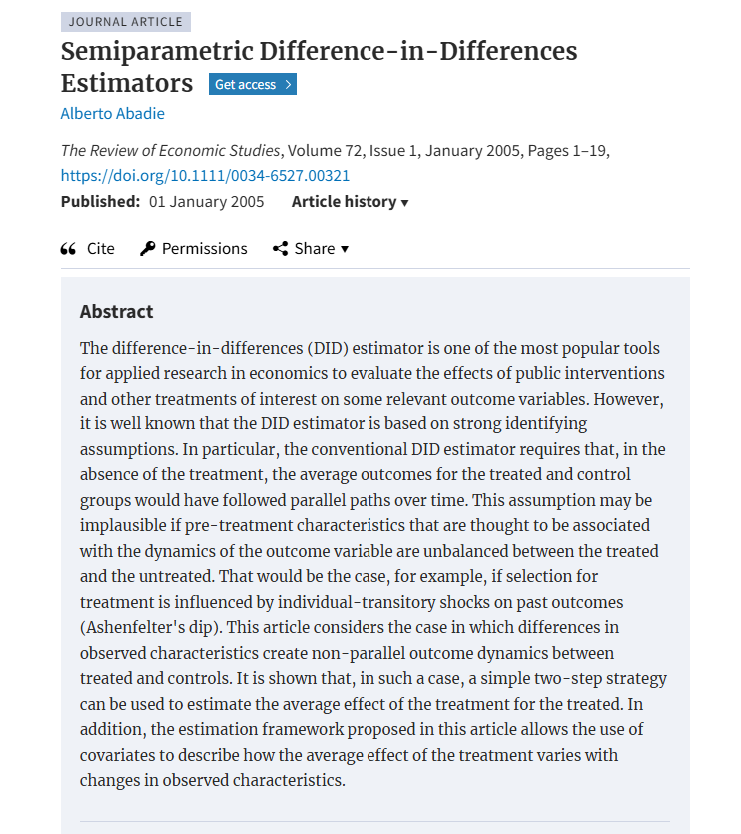 JOURNAL ARTICLE
Semiparametric Difference-in-Differences
Estimators Get access >
Alberto Abadie
The Review of Economic Studies, Volume 72, Issue 1, January 2005, Pages 1–19,
https://doi.org/10.1111/0034-6527.00321
Published: 01 January 2005 Article history ▾
Cite Permissions Share ▾
Abstract
The difference-in-differences (DID) estimator is one of the most popular tools
for applied research in economics to evaluate the effects of public interventions
and other treatments of interest on some relevant outcome variables. However,
it is well known that the DID estimator is based on strong identifying
assumptions. In particular, the conventional DID estimator requires that, in the
absence of the treatment, the average outcomes for the treated and control
groups would have followed parallel paths over time. This assumption may be
implausible if pre-treatment characteristics that are thought to be associated
with the dynamics of the outcome variable are unbalanced between the treated
and the untreated. That would be the case, for example, if selection for
treatment is influenced by individual-transitory shocks on past outcomes
(Ashenfelter's dip). This article considers the case in which differences in
observed characteristics create non-parallel outcome dynamics between
treated and controls. It is shown that, in such a case, a simple two-step strategy
can be used to estimate the average effect of the treatment for the treated. In
addition, the estimation framework proposed in this article allows the use of
covariates to describe how the average effect of the treatment varies with
changes in observed characteristics.